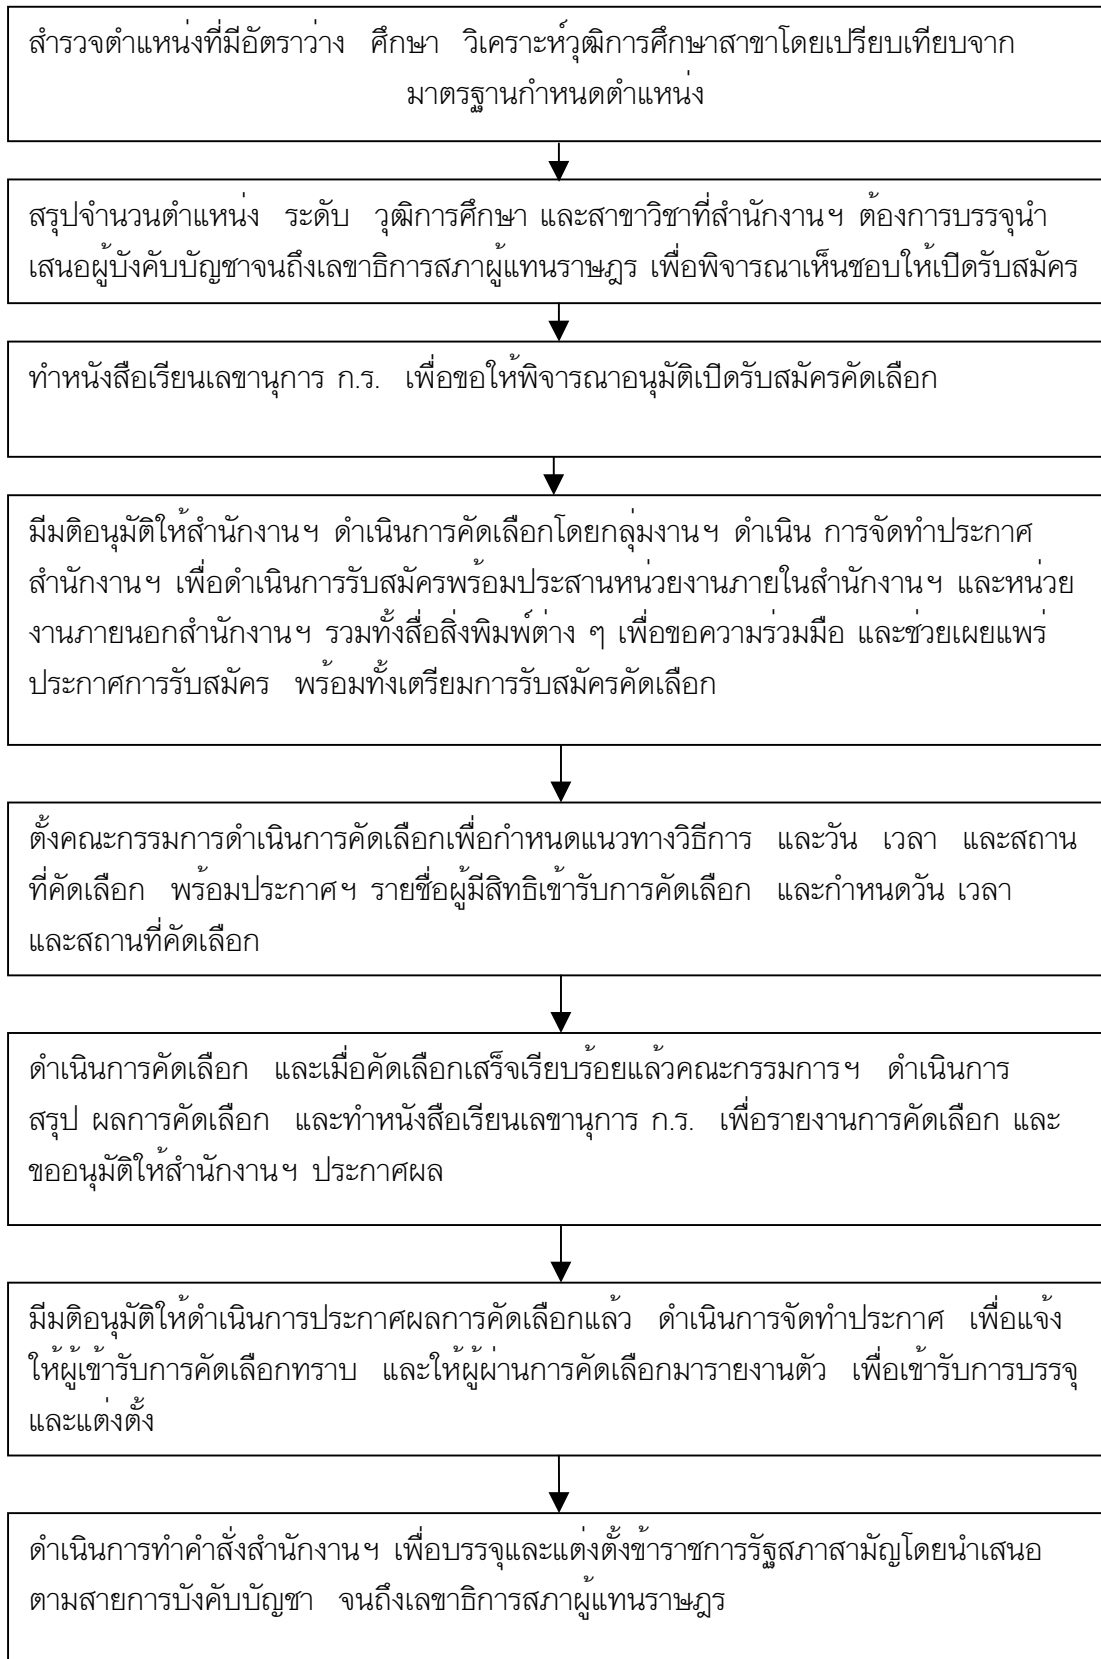 สำรวจตำแหน่งที่มีอัตราว่าง ศึกษา วิเคราะห์วุฒิการศึกษาสาขาโดยเปรียบเทียบจาก
มาตรฐานกำหนดตำแหน่ง
สรุปจำนวนตำแหน่ง ระดับ วุฒิการศึกษา และสาขาวิชาที่สำนักงานฯ ต้องการบรรจุนำ
เสนอผู้บังคับบัญชาจนถึงเลขาธิการสภาผู้แทนราษฎร เพื่อพิจารณาเห็นชอบให้เปิดรับสมัคร
ทำหนังสือเรียนเลขานุการ ก.ร. เพื่อขอให้พิจารณาอนุมัติเปิดรับสมัครคัดเลือก
มีมติอนุมัติให้สำนักงานฯ ดำเนินการคัดเลือกโดยกลุ่มงานฯ ดำเนิน การจัดทำประกาศ
สำนักงานฯ เพื่อดำเนินการรับสมัครพร้อมประสานหน่วยงานภายในสำนักงานฯ และหน่วย
งานภายนอกสำนักงานฯ รวมทั้งสื่อสิ่งพิมพ์ต่าง ๆ เพื่อขอความร่วมมือ และช่วยเผยแพร่
ประกาศการรับสมัคร พร้อมทั้งเตรียมการรับสมัครคัดเลือก
ตั้งคณะกรรมการดำเนินการคัดเลือกเพื่อกำหนดแนวทางวิธีการ และวัน เวลา และสถาน
ที่คัดเลือก พร้อมประกาศฯ รายชื่อผู้มีสิทธิเข้ารับการคัดเลือก และกำหนดวัน เวลา
และสถานที่คัดเลือก
ดำเนินการคัดเลือก และเมื่อคัดเลือกเสร็จเรียบร้อยแล้วคณะกรรมการฯ ดำเนินการ
สรุป ผลการคัดเลือก และทำหนังสือเรียนเลขานุการ ก.ร. เพื่อรายงานการคัดเลือก และ
ขออนุมัติให้สำนักงานฯ ประกาศผล
มีมติอนุมัติให้ดำเนินการประกาศผลการคัดเลือกแล้ว ดำเนินการจัดทำประกาศ เพื่อแจ้ง
ให้ผู้เข้ารับการคัดเลือกทราบ และให้ผู้ผ่านการคัดเลือกมารายงานตัว เพื่อเข้ารับการบรรจุ
และแต่งตั้ง
ดำเนินการทำคำสั่งสำนักงานฯ เพื่อบรรจุและแต่งตั้งข้าราชการรัฐสภาสามัญโดยนำเสนอ
ตามสายการบังคับบัญชา จนถึงเลขาธิการสภาผู้แทนราษฎร